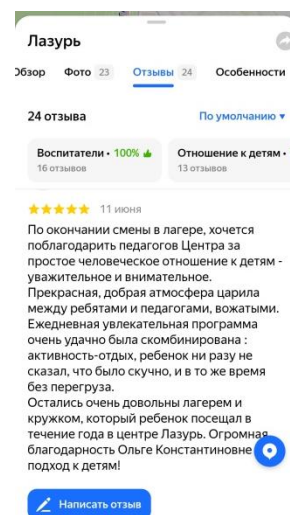 Лазурь
Обзор Фото 23 Отзывы 24 Особенности
24 отзыва По умолчанию
Воспитатели • 100% Отношение к детям •
16 отзывов 13 отзывов
11 июня
По окончании смены в лагере, хочется
поблагодарить педагогов Центра за
простое человеческое отношение к детям -
уважительное и внимательное.
Прекрасная, добрая атмосфера царила
между ребятами и педагогами, вожатыми.
Ежедневная увлекательная программа
очень удачно была скомбинирована :
активность-отдых, ребенок ни разу не
сказал, что было скучно, и в то же время
без перегруза.
Остались очень довольны лагерем и
кружком, который ребенок посещал в
течение года в центре Лазурь. Огромная
благодарность Ольге Константиновне
подход к детям!
Написать отзыв